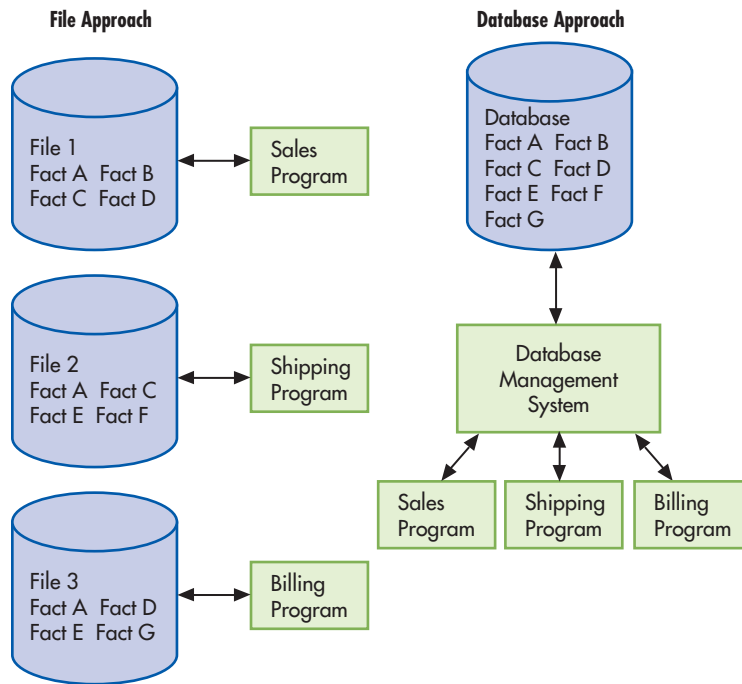 File Approach
File 1
Fact A Fact B
Fact C Fact D
Sales
Program
File 2
Fact A Fact C
Fact E Fact F
Shipping
Program
File 3
Fact A Fact D
Fact E Fact G
Billing
Program
Database Approach
Database
Fact A Fact B
Fact C Fact D
Fact E Fact F
Fact G
Database
Management
System
Sales
Program
Shipping
Program
Billing
Program